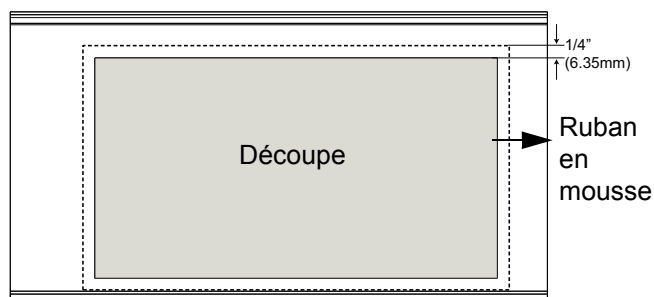 1/4”
(6.35mm)
Découpe
Ruban
en
mousse